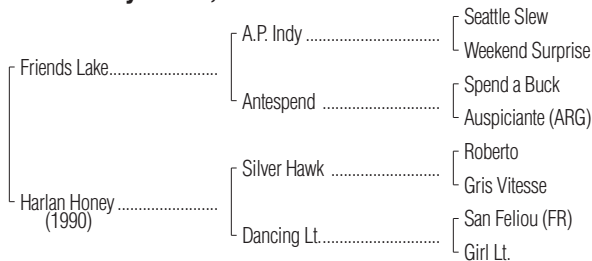 Seattle Slew
A.P. Indy
Weekend Surprise
Friends Lake
Spend a Buck
Antespend
Auspiciante (ARG)
Roberto
Silver Hawk
Gris Vitesse
Harlan Honey
(1990)
San Feliou (FR)
Dancing Lt.
Girl Lt.